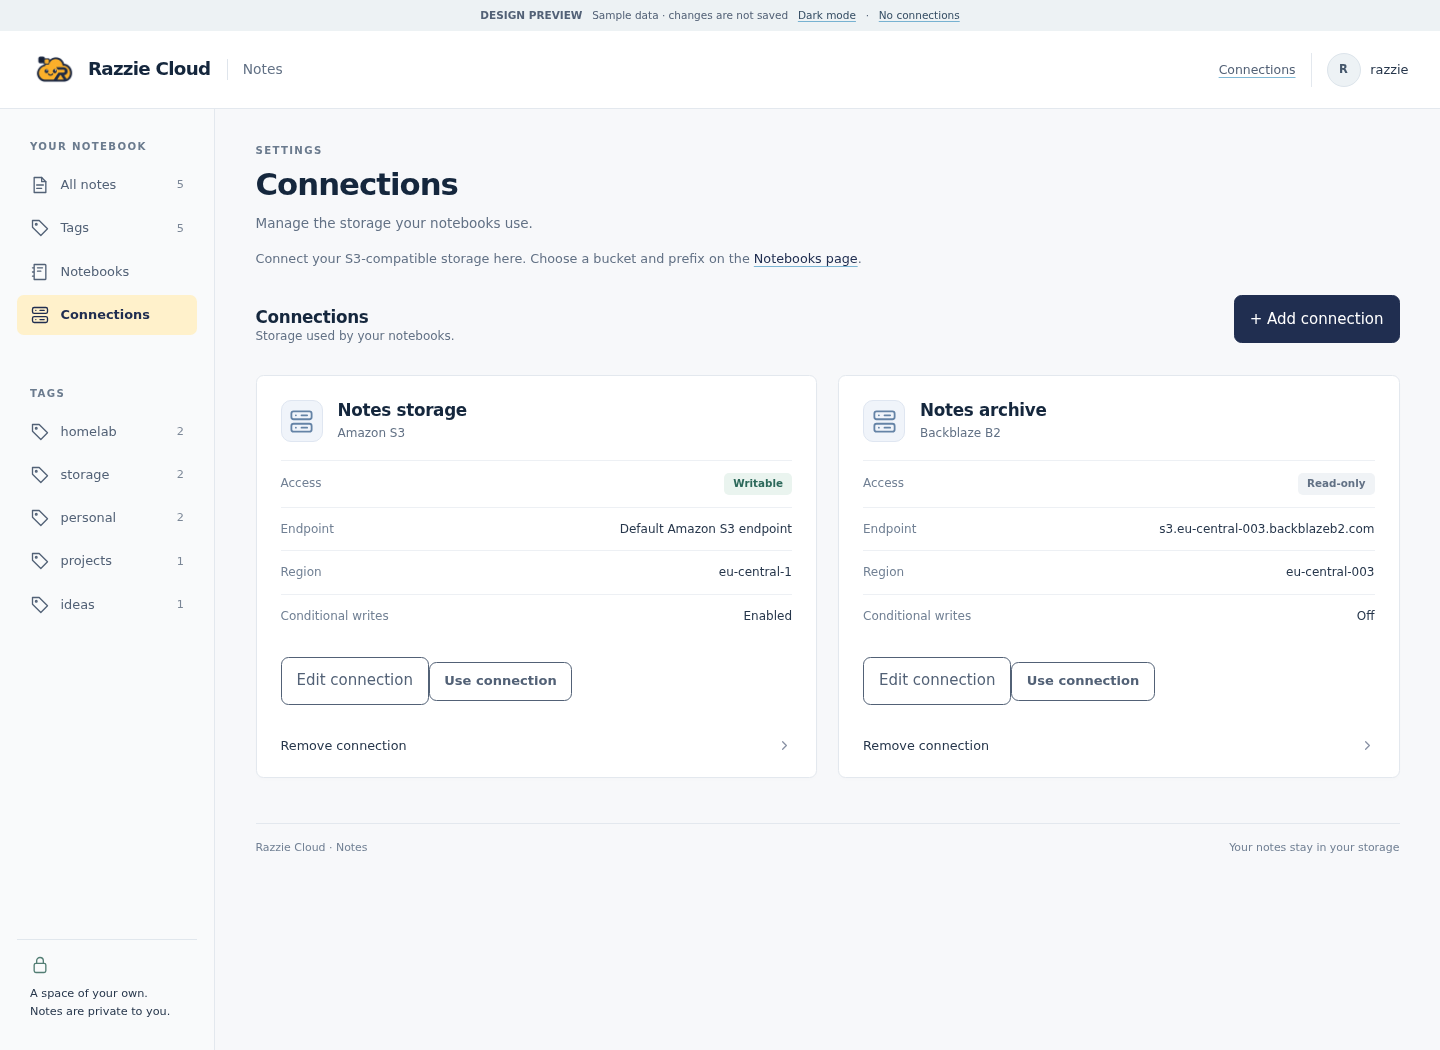 DESIGN PREVIEW Sample data · changes are not saved Dark mode · No connections
Razzie Cloud Notes
Connections R razzie
YOUR NOTEBOOK
All notes 5
Tags 5
Notebooks
Connections
TAGS
homelab 2
storage 2
personal 2
projects 1
ideas 1
A space of your own.
Notes are private to you.
SETTINGS
Connections
Manage the storage your notebooks use.
Connect your S3-compatible storage here. Choose a bucket and prefix on the Notebooks page.
Connections
Storage used by your notebooks.
+ Add connection
Notes storage
Amazon S3
Access Writable
Endpoint Default Amazon S3 endpoint
Region eu-central-1
Conditional writes Enabled
Edit connection Use connection
Remove connection
Notes archive
Backblaze B2
Access Read-only
Endpoint s3.eu-central-003.backblazeb2.com
Region eu-central-003
Conditional writes Off
Edit connection Use connection
Remove connection
Razzie Cloud · Notes
Your notes stay in your storage